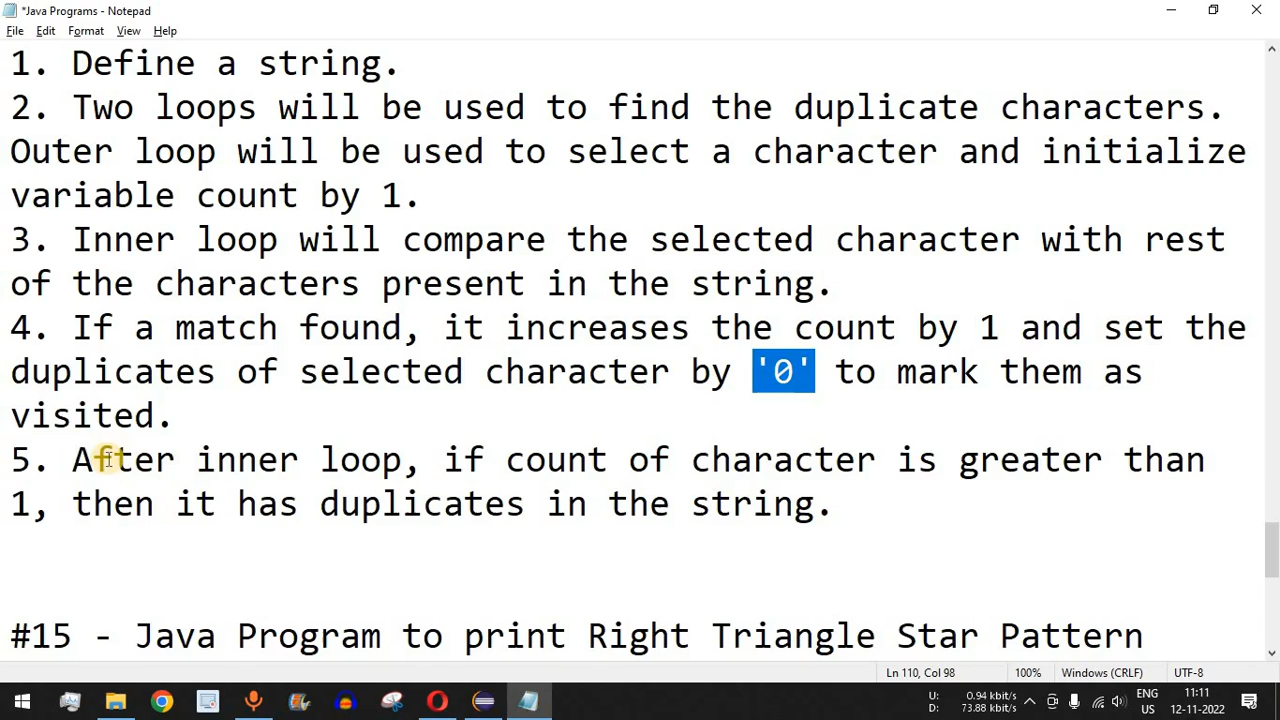 *Java Programs - Notepad
File Edit Format View Help
1. Define a string.
2. Two loops will be used to find the duplicate characters.
Outer loop will be used to select a character and initialize
variable count by 1.
3. Inner loop will compare the selected character with rest
of the characters present in the string.
4. If a match found, it increases the count by 1 and set the
duplicates of selected character by '0' to mark them as
visited.
5. After inner loop, if count of character is greater than
1, then it has duplicates in the string.
#15 - Java Program to print Right Triangle Star Pattern
Ln 110, Col 98 100% Windows (CRLF) UTF-8
U: 0.94 kbit/s
D: 73.88 kbit/s
ENG
US
11:11
12-11-2022